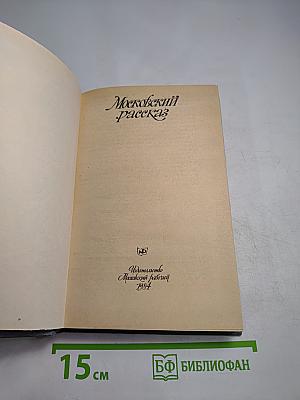 Московский
рассказ
Издательство
Московский рабочий
1984
15 см
БФ БИБЛИОФАН